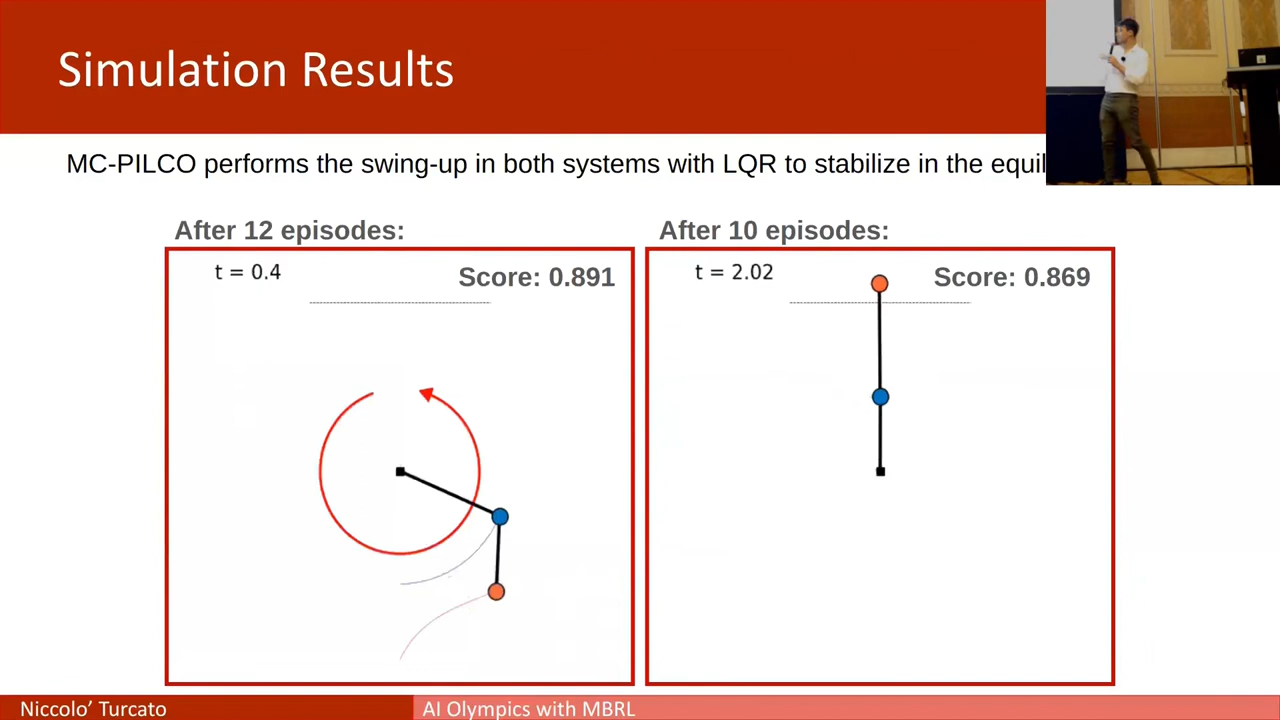 Simulation Results
MC-PILCO performs the swing-up in both systems with LQR to stabilize in the equil
After 12 episodes:
After 10 episodes:
t = 0.4
Score: 0.891
t = 2.02
Score: 0.869
Niccolo’ Turcato
AI Olympics with MBRL